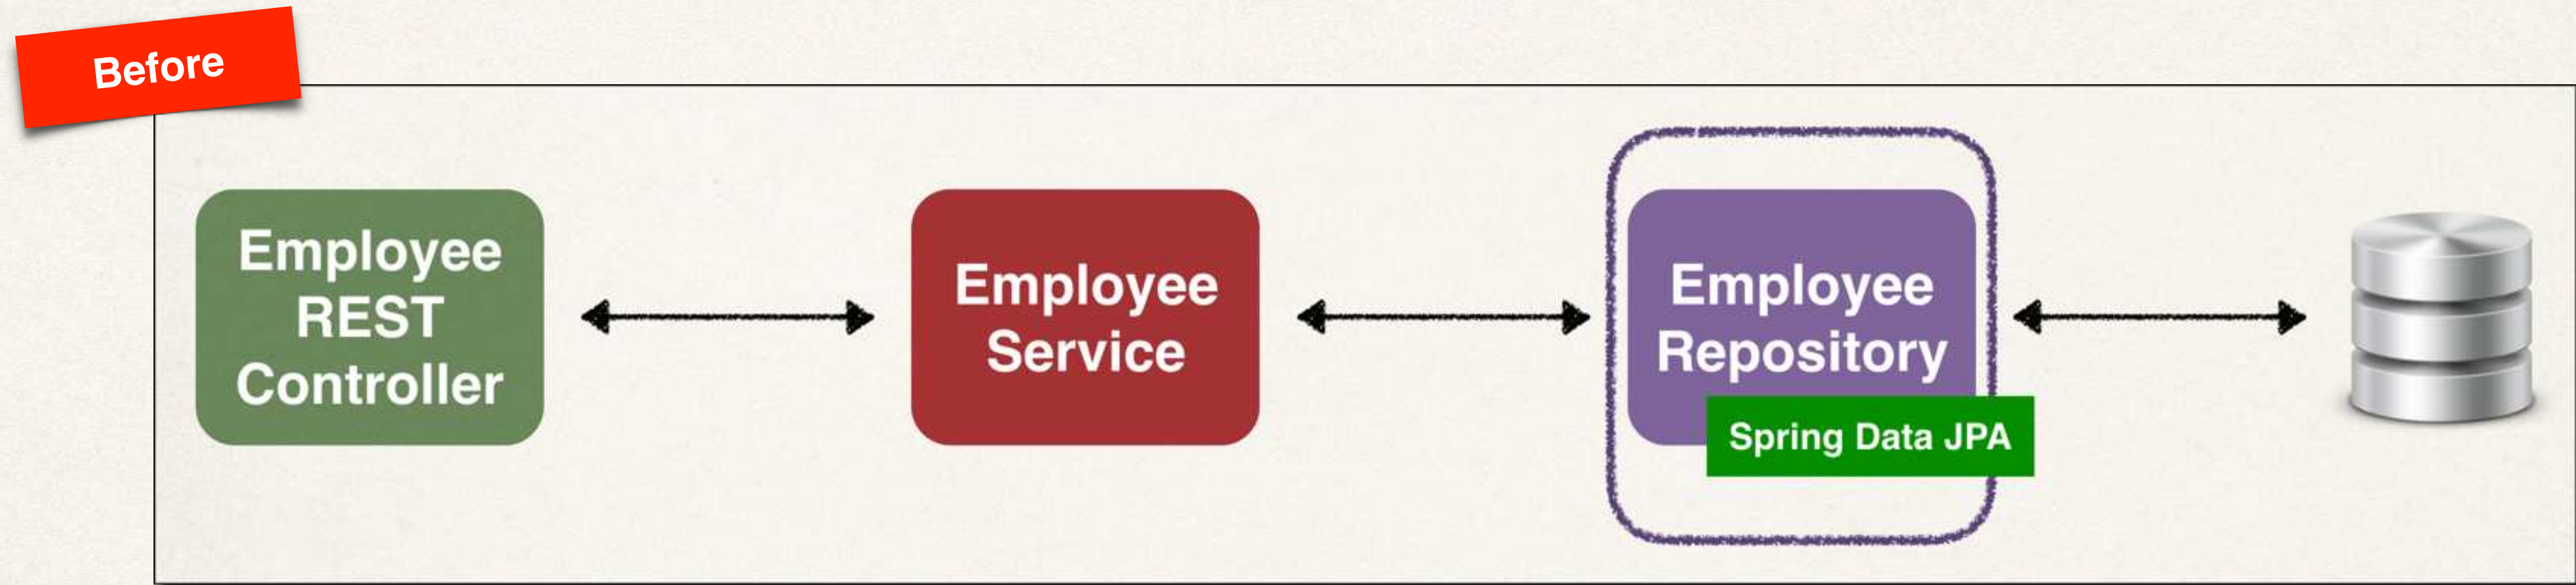 Before
Employee
REST
Controller
Employee
Service
Employee
Repository
Spring Data JPA